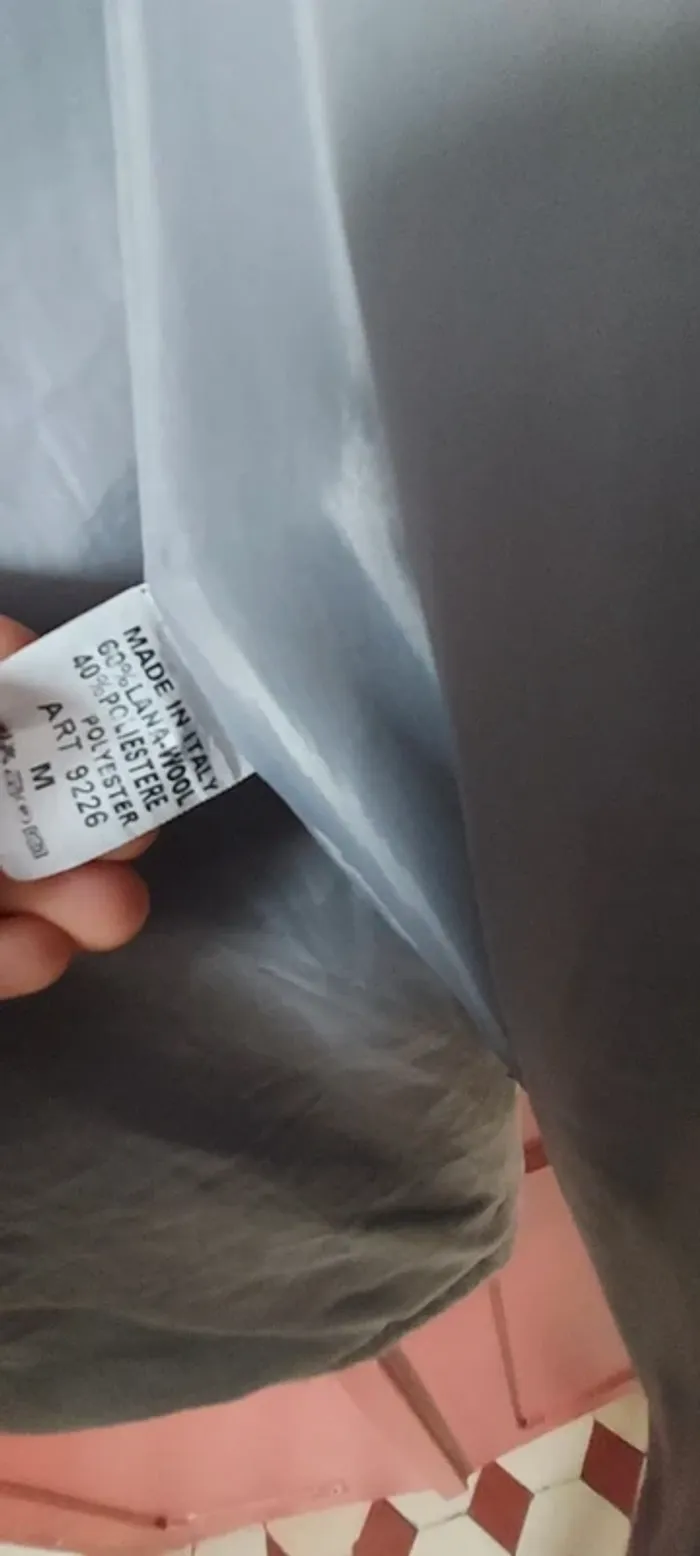 MADE IN ITALY
60% LANA-WOOL
40% POLIESTERE
POLYESTER
ART 9226
M